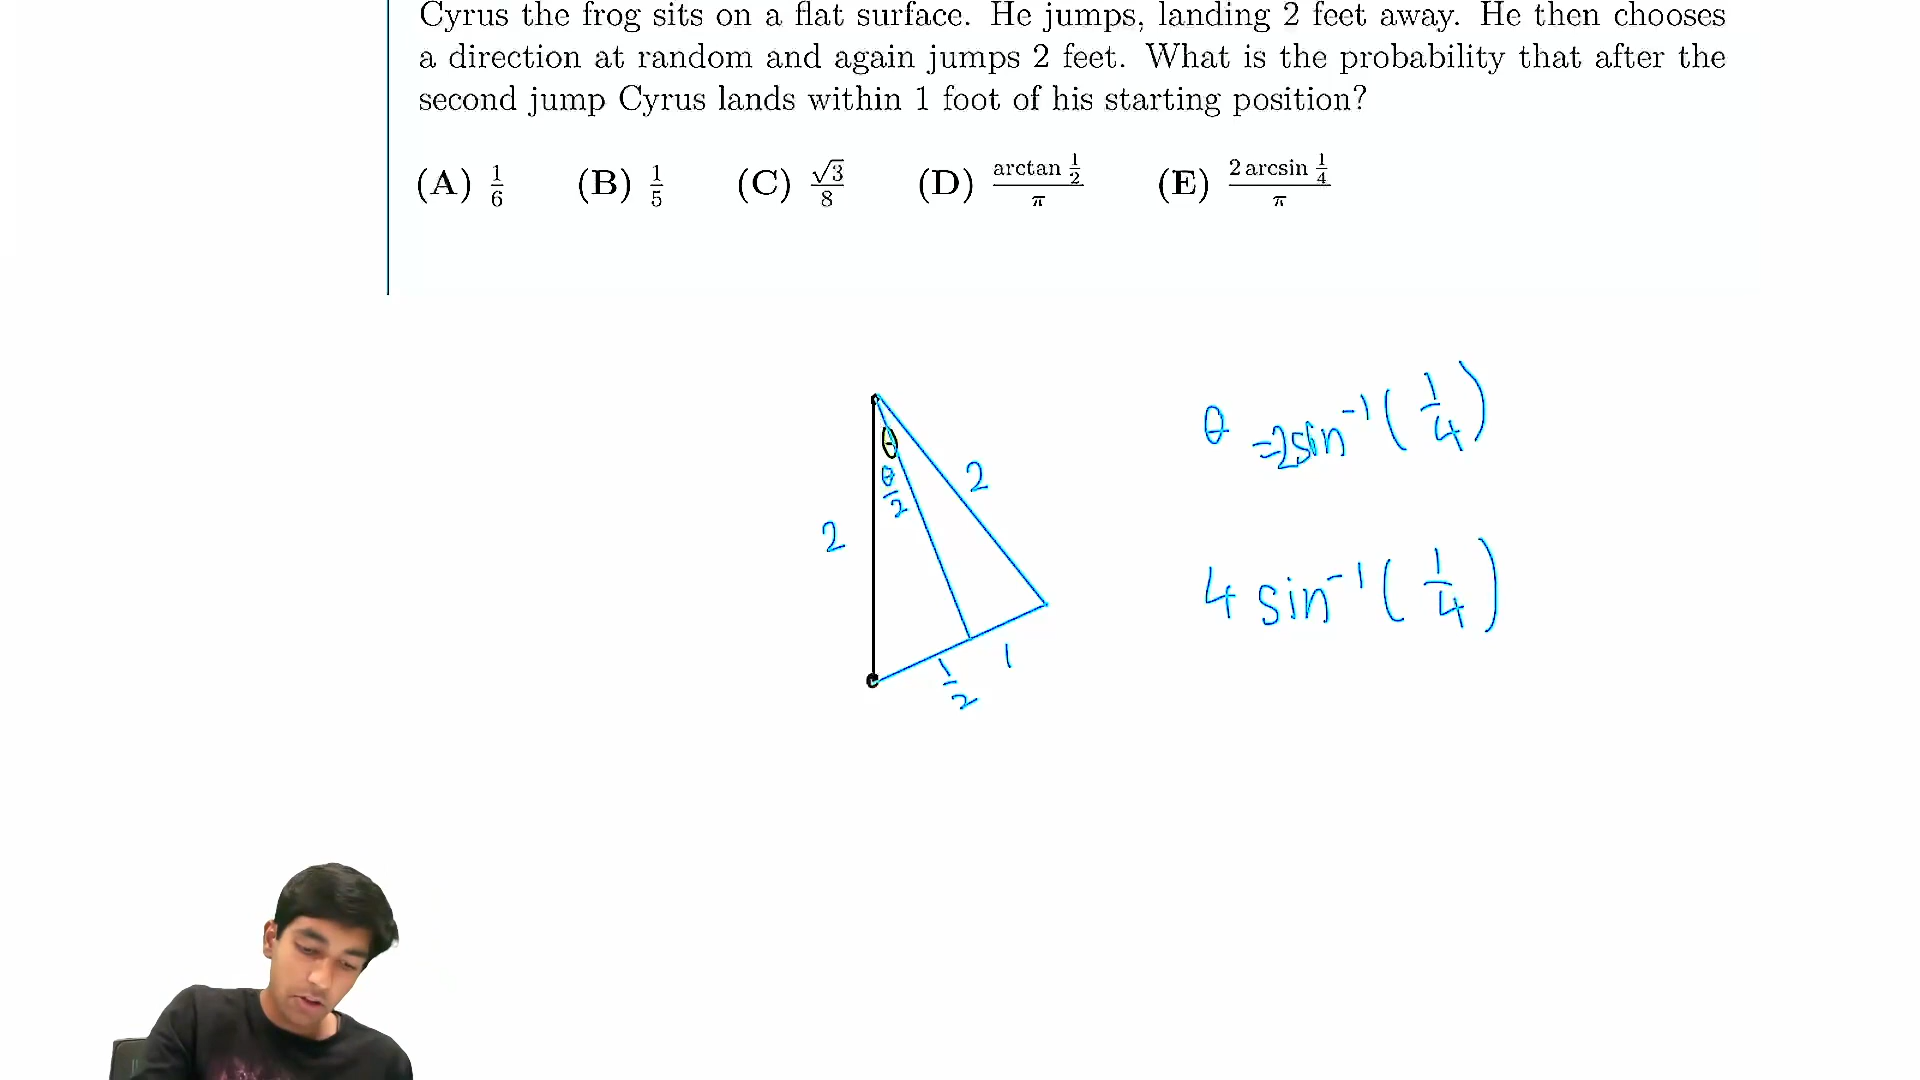 Cyrus the frog sits on a flat surface. He jumps, landing 2 feet away. He then chooses
a direction at random and again jumps 2 feet. What is the probability that after the
second jump Cyrus lands within 1 foot of his starting position?
(A) 1/6 (B) 1/5 (C) √3/8 (D) arctan 1/2 / π (E) 2 arcsin 1/4 / π
θ = 2 sin⁻¹(1/4)
θ
θ/2
2
2
4 sin⁻¹(1/4)
1
1/2